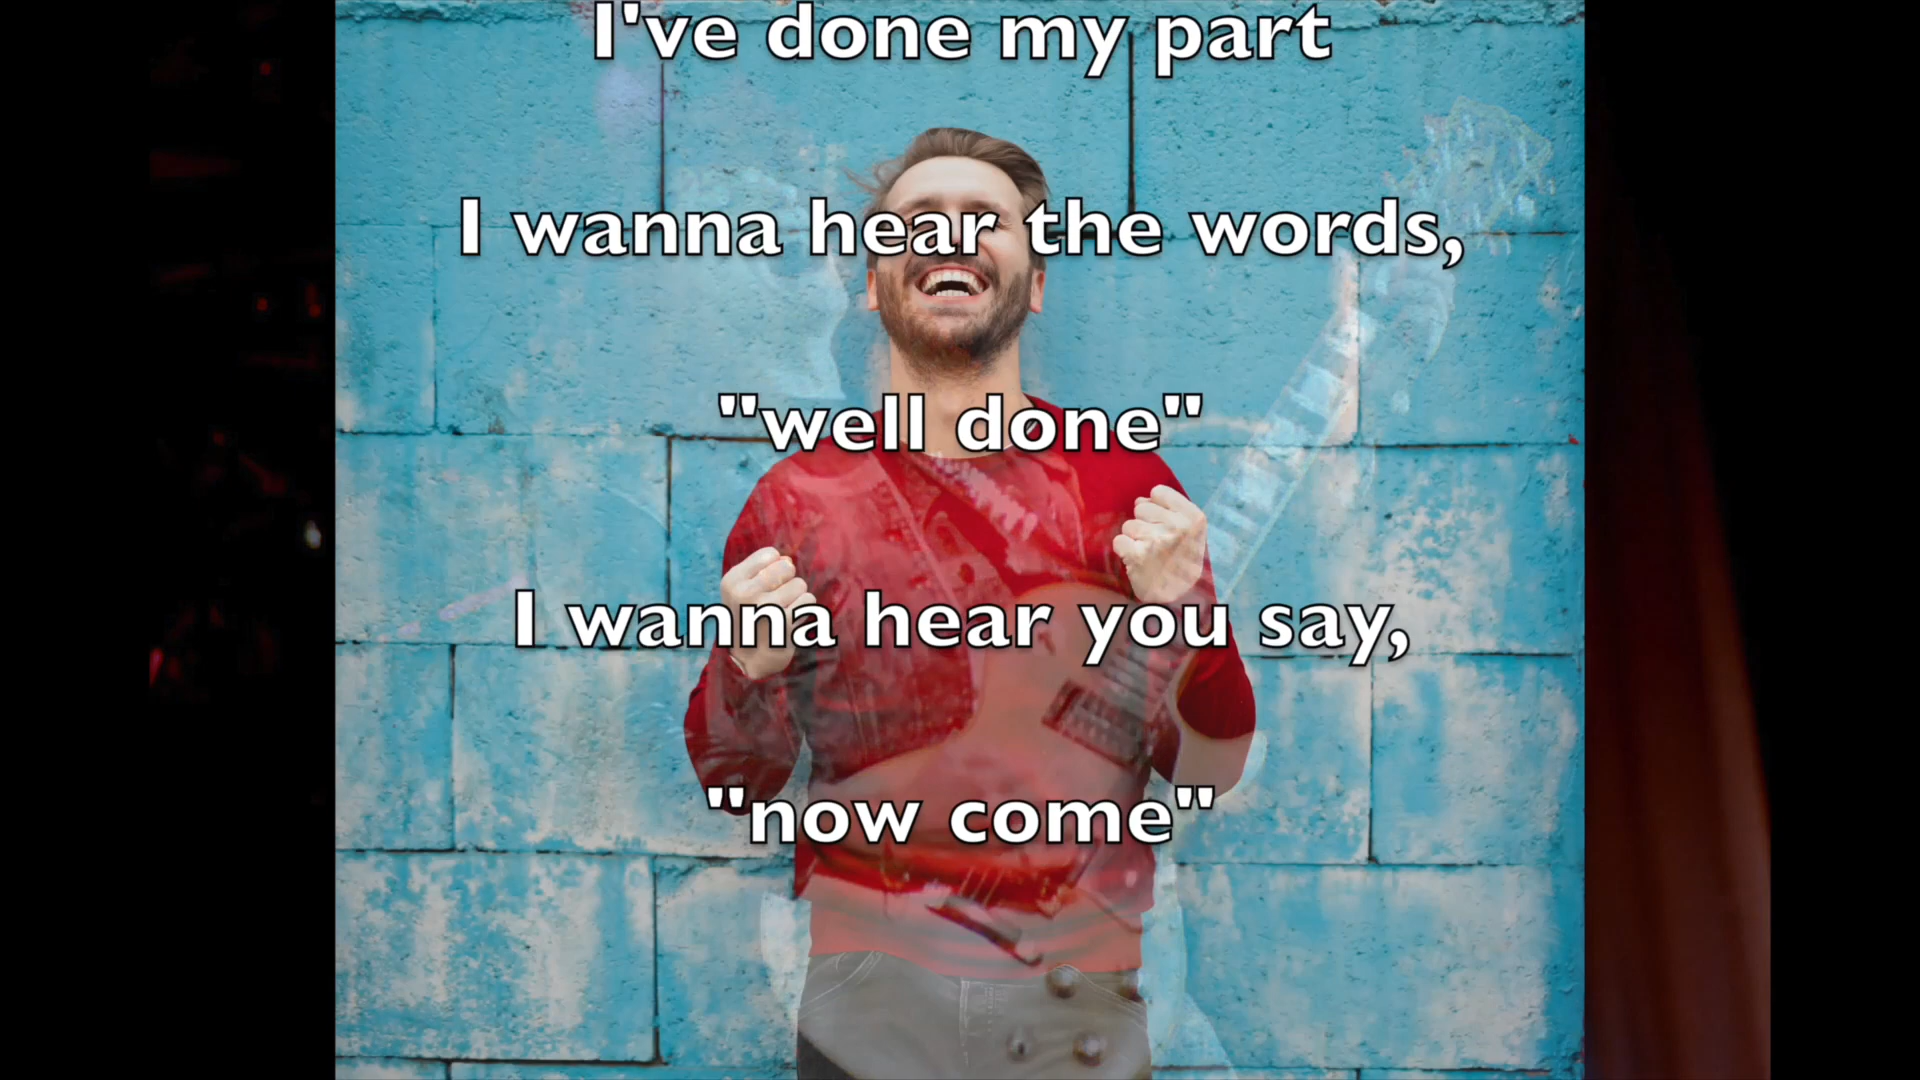 I've done my part
I wanna hear the words,
"well done"
I wanna hear you say,
"now come"